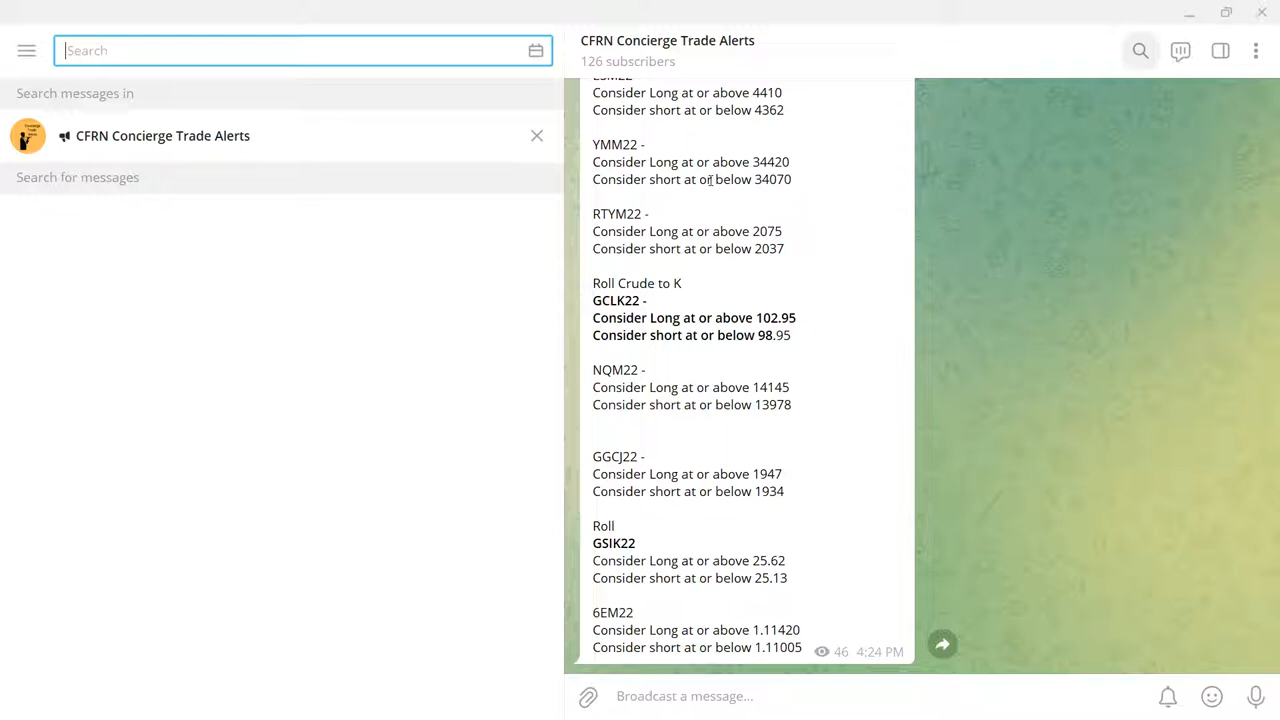 Search
Search messages in
CFRN Concierge Trade Alerts
Search for messages
CFRN Concierge Trade Alerts
126 subscribers
ESM22
Consider Long at or above 4410
Consider short at or below 4362
YMM22 -
Consider Long at or above 34420
Consider short at or below 34070
RTYM22 -
Consider Long at or above 2075
Consider short at or below 2037
Roll Crude to K
GCLK22 -
Consider Long at or above 102.95
Consider short at or below 98.95
NQM22 -
Consider Long at or above 14145
Consider short at or below 13978
GGCJ22 -
Consider Long at or above 1947
Consider short at or below 1934
Roll
GSIK22
Consider Long at or above 25.62
Consider short at or below 25.13
6EM22
Consider Long at or above 1.11420
Consider short at or below 1.11005
46 4:24 PM
Broadcast a message...